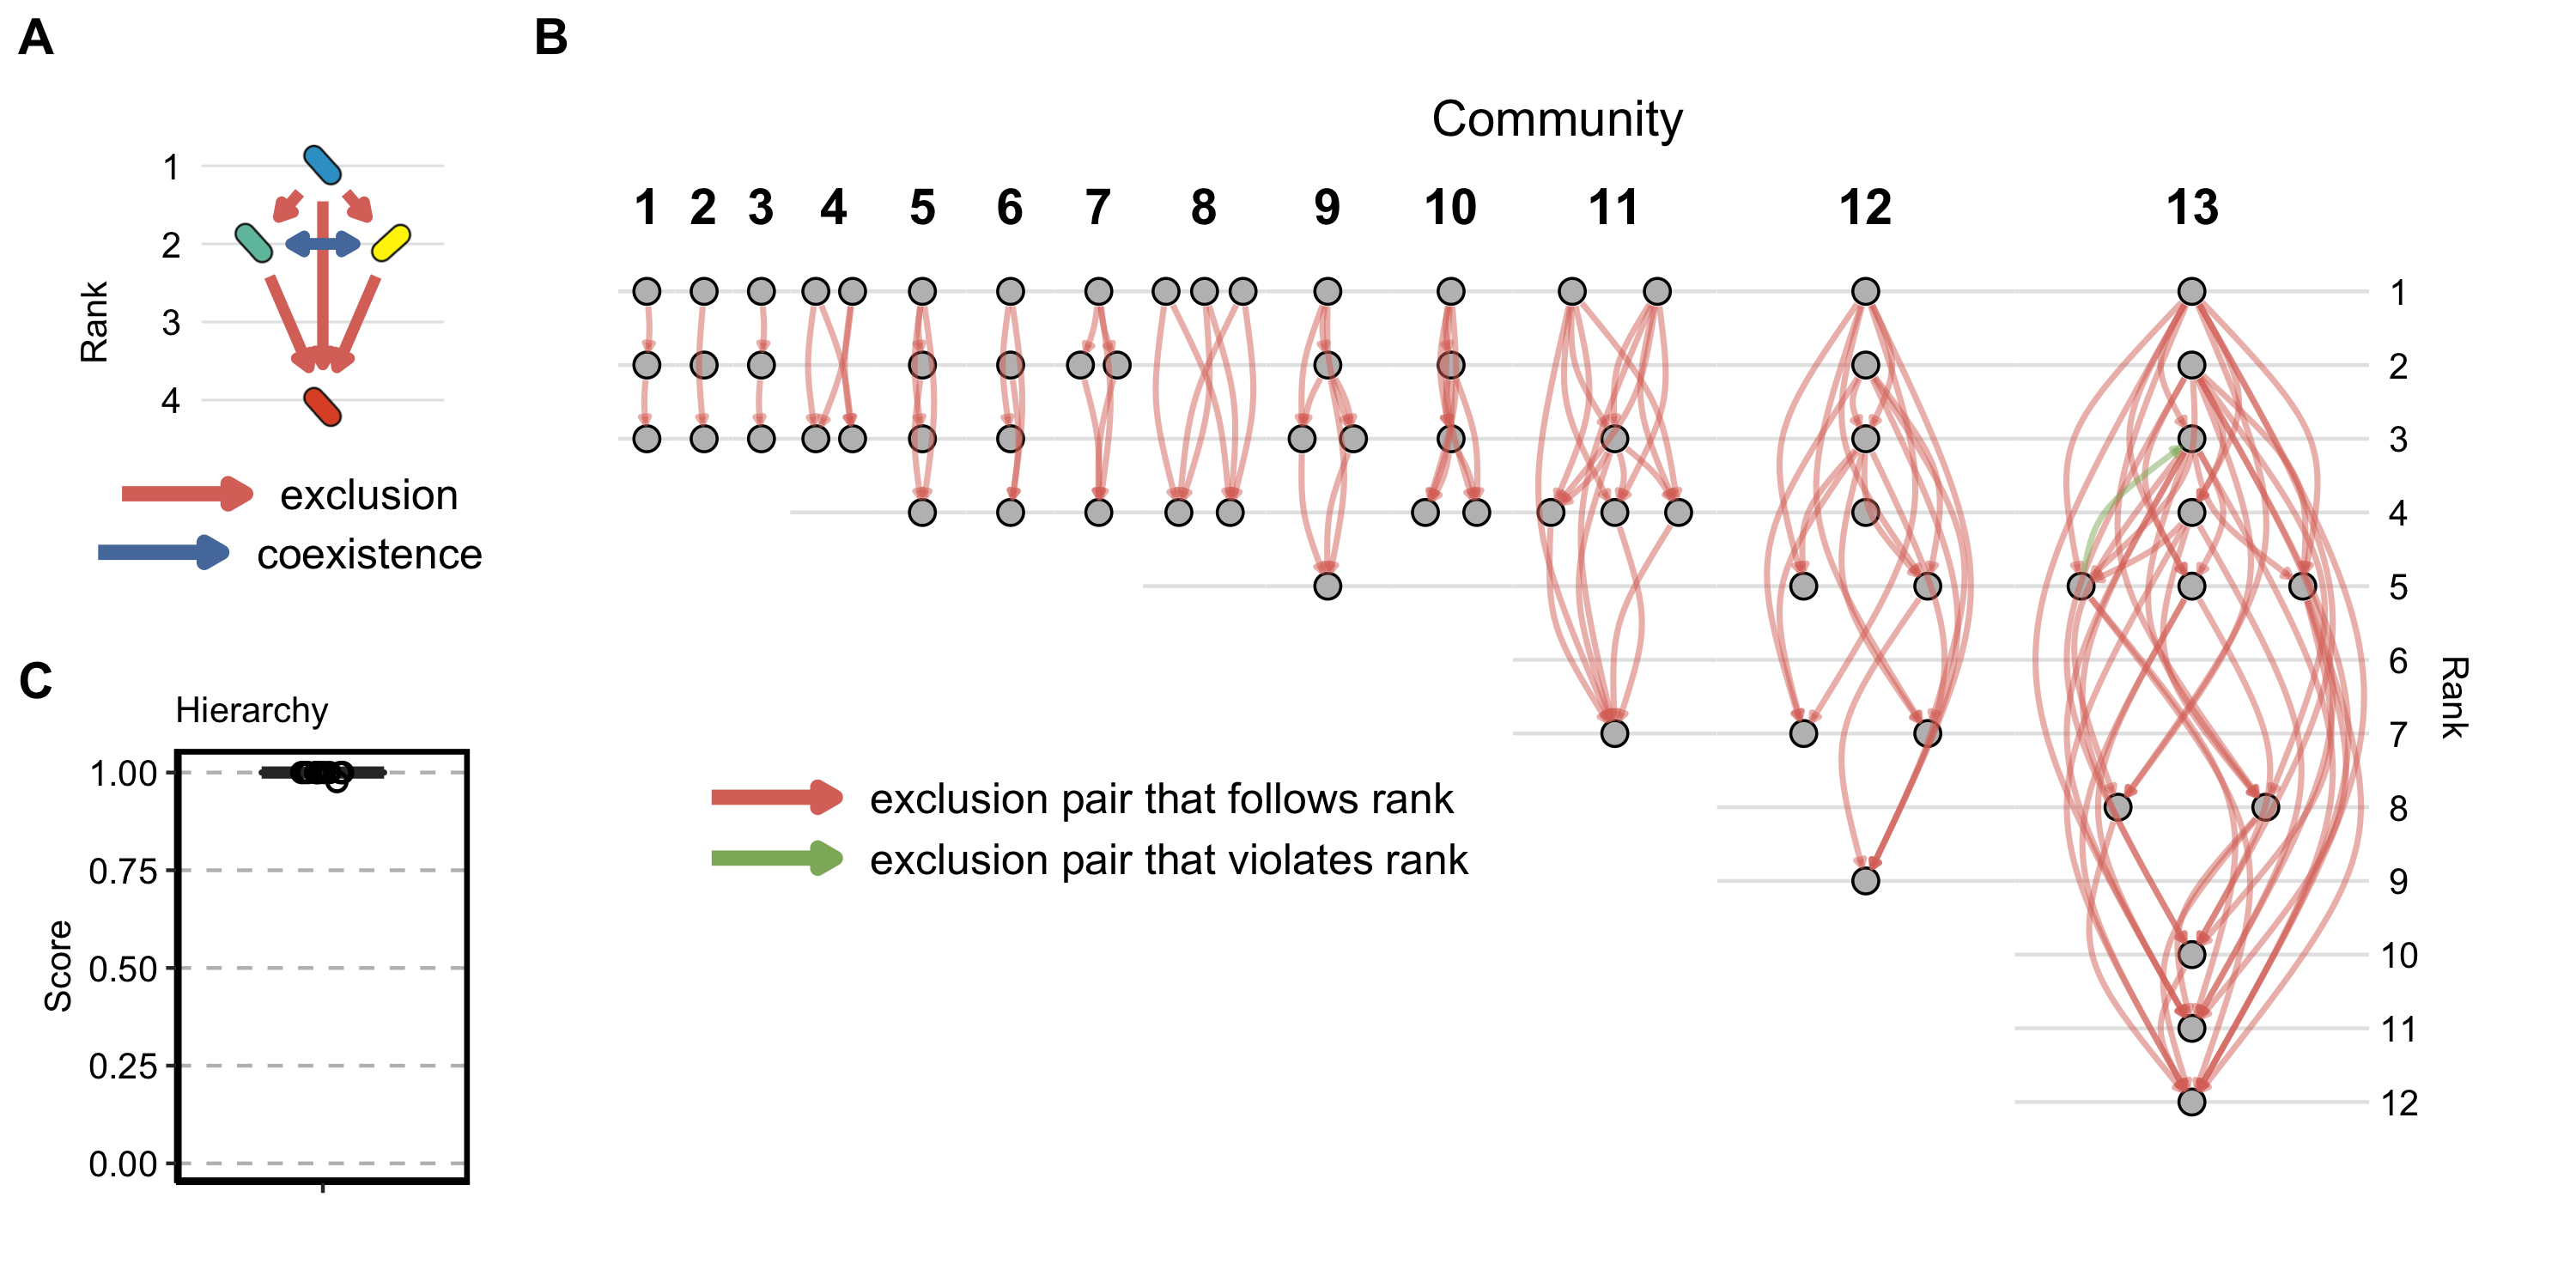 A
Rank
1
2
3
4
exclusion
coexistence
B
Community
1 2 3 4 5 6 7 8 9 10 11 12 13
1
2
3
4
5
6
7
8
9
10
11
12
Rank
exclusion pair that follows rank
exclusion pair that violates rank
C
Hierarchy
Score
1.00
0.75
0.50
0.25
0.00